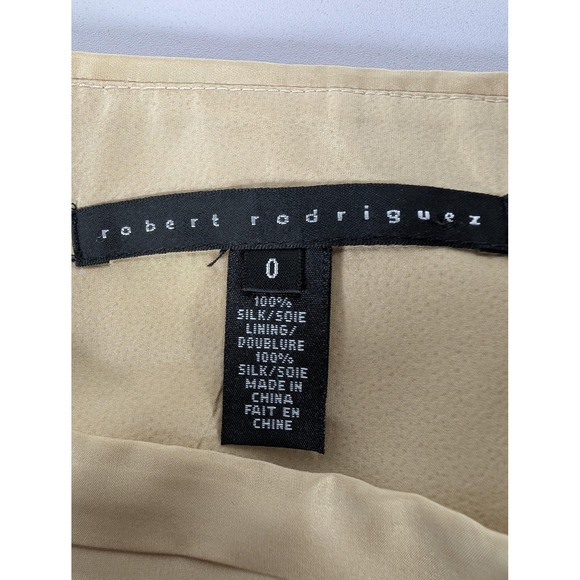 robert rodriguez
0
100%
SILK/SOIE
LINING/
DOUBLURE
100%
SILK/SOIE
MADE IN
CHINA
FAIT EN
CHINE